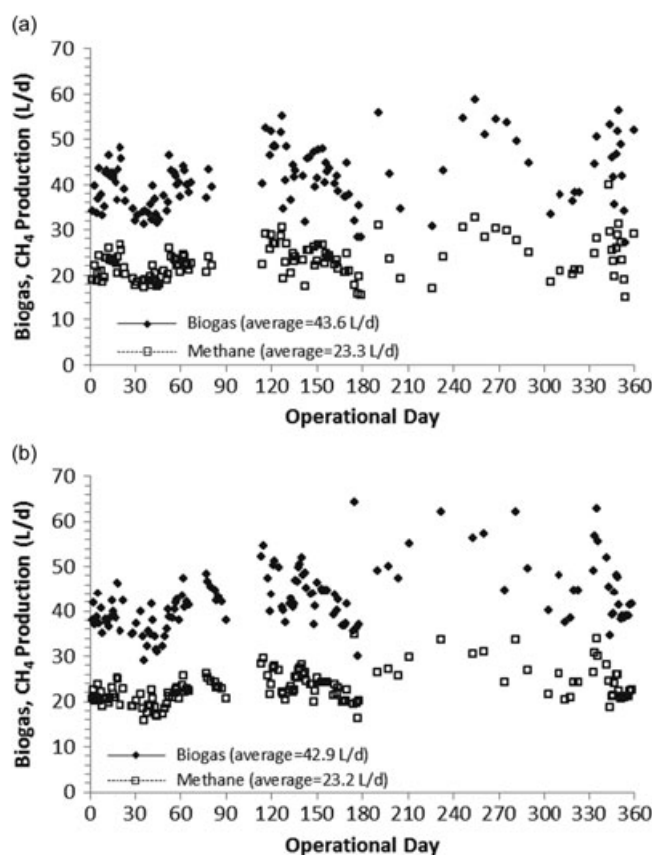 (a)
70
60
50
40
30
20
10
0
Biogas, CH₄ Production (L/d)
Biogas (average=43.6 L/d)
Methane (average=23.3 L/d)
0 30 60 90 120 150 180 210 240 270 300 330 360
Operational Day
(b)
70
60
50
40
30
20
10
0
Biogas, CH₄ Production (L/d)
Biogas (average=42.9 L/d)
Methane (average=23.2 L/d)
0 30 60 90 120 150 180 210 240 270 300 330 360
Operational Day